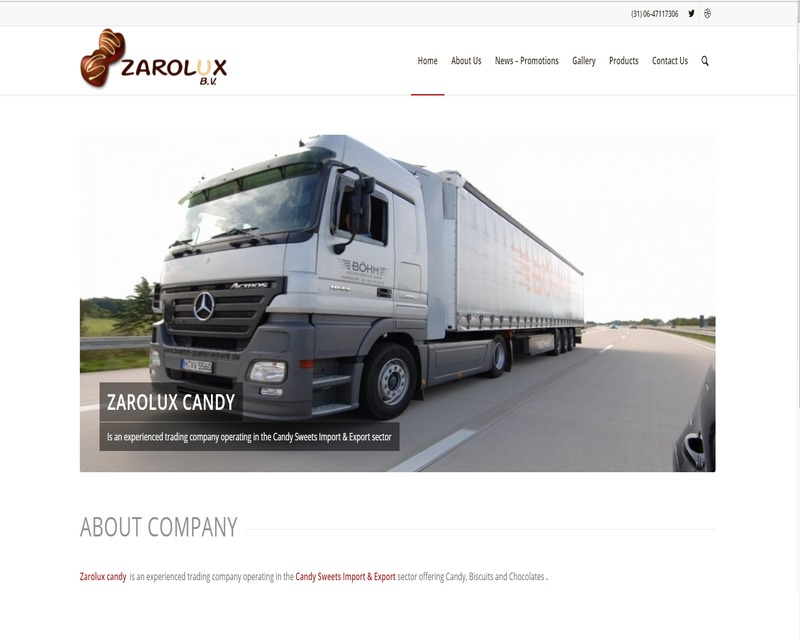 (31) 06-47117306
ZAROLUX
B.V.
Home About Us News – Promotions Gallery Products Contact Us
BÖHM
Actros
ZAROLUX CANDY
Is an experienced trading company operating in the Candy Sweets Import & Export sector
ABOUT COMPANY
Zarolux candy is an experienced trading company operating in the Candy Sweets Import & Export sector offering Candy, Biscuits and Chocolates .